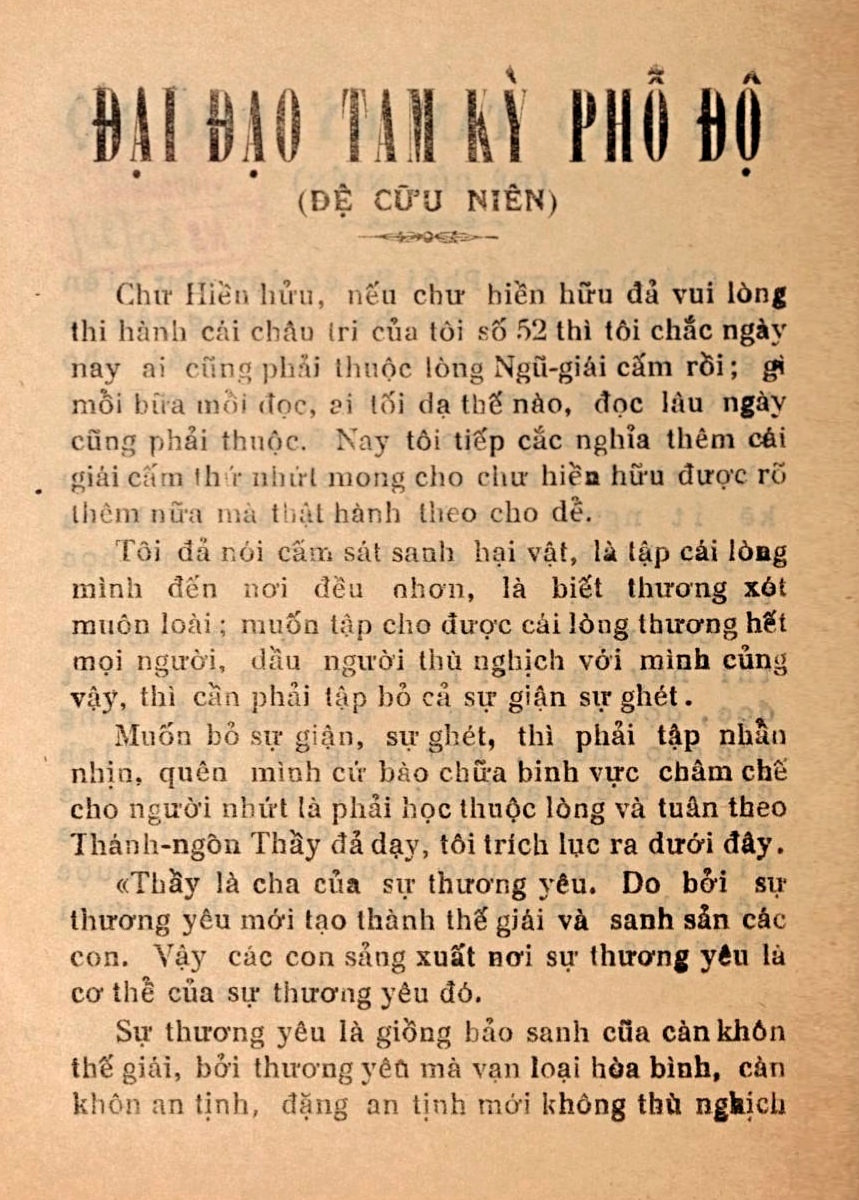 ĐẠI ĐẠO TAM KỲ PHỖ ĐỘ
(ĐỆ CỮU NIÊN)
Chư Hiền hửu, nếu chư hiền hữu đả vui lòng
thi hành cái châu tri của tôi số 52 thì tôi chắc ngày
nay ai cũng phải thuộc lòng Ngũ-giái cấm rồi; gì
mỗi bữa mỗi đọc, ai tối dạ thế nào, đọc lâu ngày
cũng phải thuộc. Nay tôi tiếp cắc nghỉa thêm cái
giái cấm thứ nhứt mong cho chư hiền hữu được rõ
thêm nữa mà thật hành theo cho dể.
Tôi đả nói cấm sát sanh hại vật, là tập cái lòng
mình đến nơi đều nhơn, là biết thương xót
muôn loài; muốn tập cho được cái lòng thương hết
mọi người, dầu người thù nghịch với mình củng
vậy, thì cần phải tập bỏ cả sự giận sự ghét.
Muốn bỏ sự giận, sự ghét, thì phải tập nhẫn
nhịn, quên mình cứ bào chữa binh vực châm chế
cho người nhứt là phải học thuộc lòng và tuân theo
Thánh-ngôn Thầy đả dạy, tôi trích lục ra dưới đây.
«Thầy là cha của sự thương yêu. Do bởi sự
thương yêu mới tạo thành thế giái và sanh sản các
con. Vậy các con sảng xuất nơi sự thương yêu là
cơ thể của sự thương yêu đó.
Sự thương yêu là giồng bảo sanh cũa càn khôn
thế giái, bởi thương yêu mà vạn loại hòa bình, càn
khôn an tịnh, đặng an tịnh mới không thù nghịch